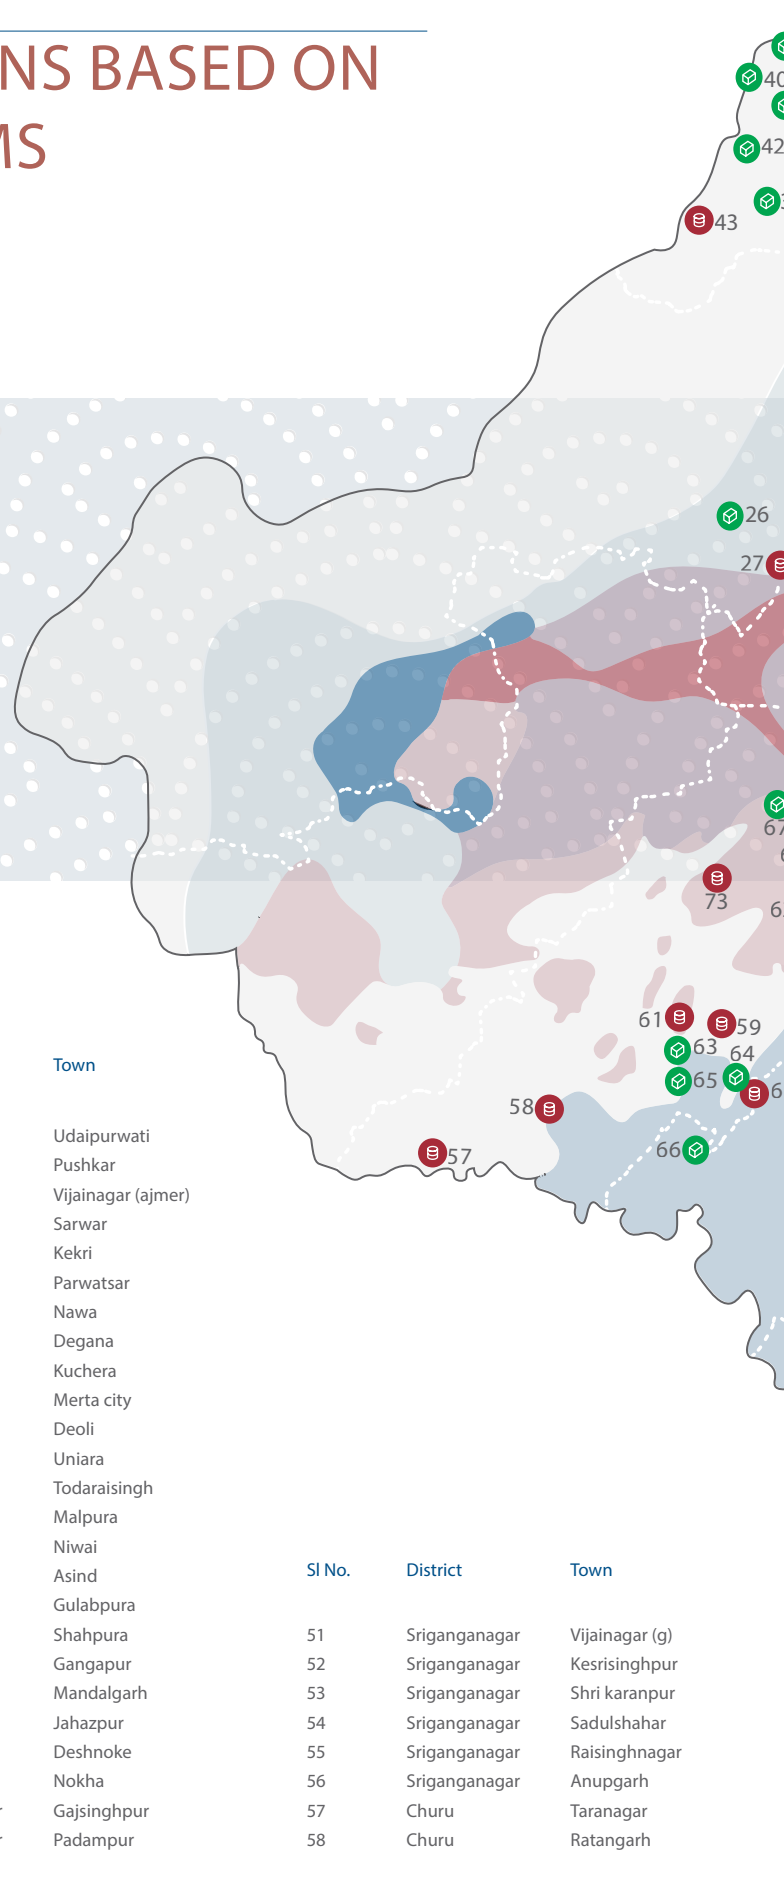 NS BASED ON
MS
40
42
43
26
27
67
73
61
59
63
64
65
58
66
57
Town
Udaipurwati
Pushkar
Vijainagar (ajmer)
Sarwar
Kekri
Parwatsar
Nawa
Degana
Kuchera
Merta city
Deoli
Uniara
Todaraisingh
Malpura
Niwai
Asind
Gulabpura
Shahpura
Gangapur
Mandalgarh
Jahazpur
Deshnoke
Nokha
Gajsinghpur
Padampur
Sl No. District Town
51 Sriganganagar Vijainagar (g)
52 Sriganganagar Kesrisinghpur
53 Sriganganagar Shri karanpur
54 Sriganganagar Sadulshahar
55 Sriganganagar Raisinghnagar
56 Sriganganagar Anupgarh
57 Churu Taranagar
58 Churu Ratangarh